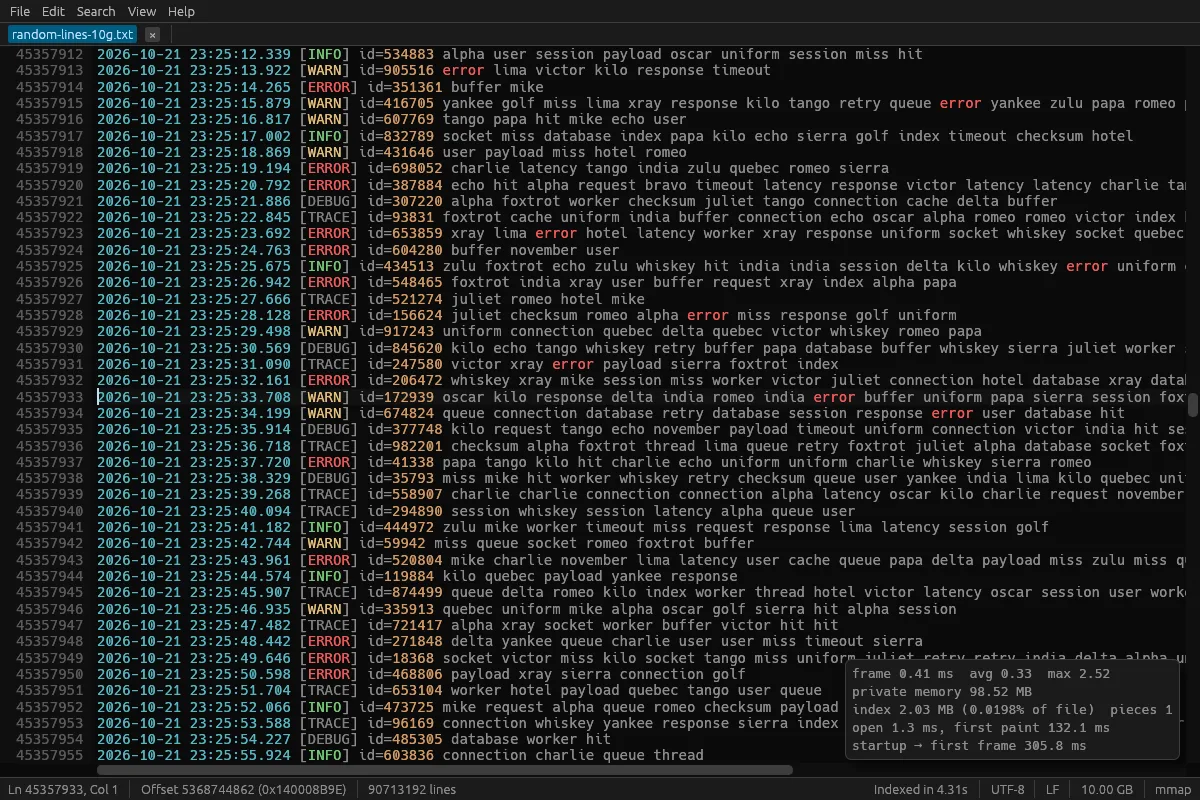 File Edit Search View Help
random-lines-10g.txt ×
45357912 2026-10-21 23:25:12.339 [INFO] id=534883 alpha user session payload oscar uniform session miss hit
45357913 2026-10-21 23:25:13.922 [WARN] id=905516 error lima victor kilo response timeout
45357914 2026-10-21 23:25:14.265 [ERROR] id=351361 buffer mike
45357915 2026-10-21 23:25:15.879 [WARN] id=416705 yankee golf miss lima xray response kilo tango retry queue error yankee zulu papa romeo
45357916 2026-10-21 23:25:16.817 [WARN] id=607769 tango papa hit mike echo user
45357917 2026-10-21 23:25:17.002 [INFO] id=832789 socket miss database index papa kilo echo sierra golf index timeout checksum hotel
45357918 2026-10-21 23:25:18.869 [WARN] id=431646 user payload miss hotel romeo
45357919 2026-10-21 23:25:19.194 [ERROR] id=698052 charlie latency tango india zulu quebec romeo sierra
45357920 2026-10-21 23:25:20.792 [ERROR] id=387884 echo hit alpha request bravo timeout latency response victor latency latency charlie ta
45357921 2026-10-21 23:25:21.886 [DEBUG] id=307220 alpha foxtrot worker checksum juliet tango connection cache delta buffer
45357922 2026-10-21 23:25:22.845 [TRACE] id=93831 foxtrot cache uniform india buffer connection echo oscar alpha romeo romeo victor index
45357923 2026-10-21 23:25:23.692 [ERROR] id=653859 xray lima error hotel latency worker xray response uniform socket whiskey socket quebec
45357924 2026-10-21 23:25:24.763 [ERROR] id=604280 buffer november user
45357925 2026-10-21 23:25:25.675 [INFO] id=434513 zulu foxtrot echo zulu whiskey hit india india session delta kilo whiskey error uniform
45357926 2026-10-21 23:25:26.942 [ERROR] id=548465 foxtrot india xray user buffer request xray index alpha papa
45357927 2026-10-21 23:25:27.666 [TRACE] id=521274 juliet romeo hotel mike
45357928 2026-10-21 23:25:28.128 [ERROR] id=156624 juliet checksum romeo alpha error miss response golf uniform
45357929 2026-10-21 23:25:29.498 [WARN] id=917243 uniform connection quebec delta quebec victor whiskey romeo papa
45357930 2026-10-21 23:25:30.569 [DEBUG] id=845620 kilo echo tango whiskey retry buffer papa database buffer whiskey sierra juliet worker
45357931 2026-10-21 23:25:31.090 [TRACE] id=247580 victor xray error payload sierra foxtrot index
45357932 2026-10-21 23:25:32.161 [ERROR] id=206472 whiskey xray mike session miss worker victor juliet connection hotel database xray data
45357933 2026-10-21 23:25:33.708 [WARN] id=172939 oscar kilo response delta india romeo india error buffer uniform papa sierra session fox
45357934 2026-10-21 23:25:34.199 [WARN] id=674824 queue connection database retry database session response error user database hit
45357935 2026-10-21 23:25:35.914 [DEBUG] id=377748 kilo request tango echo november payload timeout uniform connection victor india hit se
45357936 2026-10-21 23:25:36.718 [TRACE] id=982201 checksum alpha foxtrot thread lima queue retry foxtrot juliet alpha database socket fox
45357937 2026-10-21 23:25:37.720 [ERROR] id=41338 papa tango kilo hit charlie echo uniform uniform charlie whiskey sierra romeo
45357938 2026-10-21 23:25:38.329 [DEBUG] id=35793 miss mike hit worker whiskey retry checksum queue user yankee india lima kilo quebec uni
45357939 2026-10-21 23:25:39.268 [TRACE] id=558907 charlie charlie connection connection alpha latency oscar kilo charlie request november
45357940 2026-10-21 23:25:40.094 [TRACE] id=294890 session whiskey session latency alpha queue user
45357941 2026-10-21 23:25:41.182 [INFO] id=444972 zulu mike worker timeout miss request response lima latency session golf
45357942 2026-10-21 23:25:42.744 [WARN] id=59942 miss queue socket romeo foxtrot buffer
45357943 2026-10-21 23:25:43.961 [ERROR] id=520804 mike charlie november lima latency user cache queue papa delta payload miss zulu miss q
45357944 2026-10-21 23:25:44.574 [INFO] id=119884 kilo quebec payload yankee response
45357945 2026-10-21 23:25:45.907 [TRACE] id=874499 queue delta romeo kilo index worker thread hotel victor latency oscar session user work
45357946 2026-10-21 23:25:46.935 [WARN] id=335913 quebec uniform mike alpha oscar golf sierra hit alpha session
45357947 2026-10-21 23:25:47.482 [TRACE] id=721417 alpha xray socket worker buffer victor hit hit
45357948 2026-10-21 23:25:48.442 [ERROR] id=271848 delta yankee queue charlie user user miss timeout sierra
45357949 2026-10-21 23:25:49.646 [ERROR] id=18368 socket victor miss kilo socket tango miss uniform juliet retry retry india delta alpha u
45357950 2026-10-21 23:25:50.598 [ERROR] id=468806 payload xray sierra connection golf
45357951 2026-10-21 23:25:51.704 [TRACE] id=653104 worker hotel payload quebec tango user queue
45357952 2026-10-21 23:25:52.066 [INFO] id=473725 mike request alpha queue romeo checksum payload
45357953 2026-10-21 23:25:53.588 [TRACE] id=96169 connection whiskey yankee response sierra index
45357954 2026-10-21 23:25:54.227 [DEBUG] id=485305 database worker hit
45357955 2026-10-21 23:25:55.924 [INFO] id=603836 connection charlie queue thread
frame 0.41 ms avg 0.33 max 2.52
private memory 98.52 MB
index 2.03 MB (0.0198% of file) pieces 1
open 1.3 ms, first paint 132.1 ms
startup → first frame 305.8 ms
Ln 45357933, Col 1 Offset 5368744862 (0x140008B9E) 90713192 lines Indexed in 4.31s UTF-8 LF 10.00 GB mmap